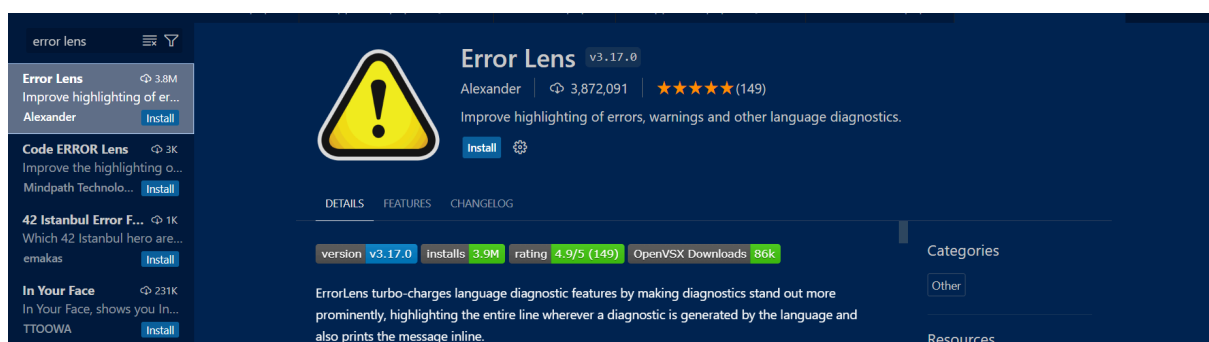 error lens
Error Lens 3.8M
Improve highlighting of er...
Alexander Install
Code ERROR Lens 3K
Improve the highlighting o...
Mindpath Technolo... Install
42 Istanbul Error F... 1K
Which 42 Istanbul hero are...
emakas Install
In Your Face 231K
In Your Face, shows you In...
TTOOWA Install
Error Lens v3.17.0
Alexander 3,872,091 ★★★★★(149)
Improve highlighting of errors, warnings and other language diagnostics.
Install
DETAILS FEATURES CHANGELOG
version v3.17.0 installs 3.9M rating 4.9/5 (149) OpenVSX Downloads 86k
ErrorLens turbo-charges language diagnostic features by making diagnostics stand out more
prominently, highlighting the entire line wherever a diagnostic is generated by the language and
also prints the message inline.
Categories
Other
Resources